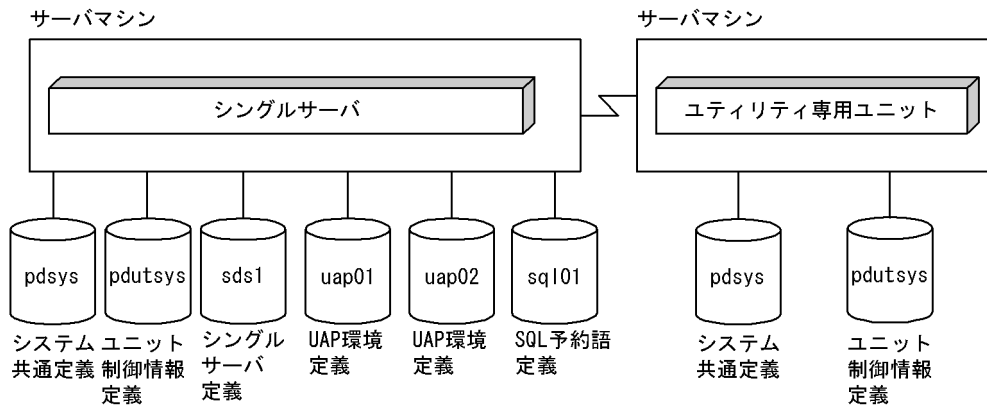 サーバマシン
サーバマシン
シングルサーバ
ユティリティ専用ユニット
pdsys
pdutsys
sds1
uap01
uap02
sql01
pdsys
pdutsys
システム
共通定義
ユニット
制御情報
定義
シングル
サーバ
定義
UAP環境
定義
UAP環境
定義
SQL予約語
定義
システム
共通定義
ユニット
制御情報
定義